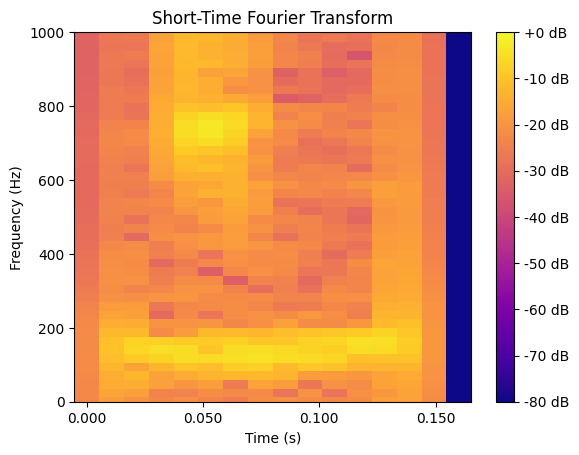 Short-Time Fourier Transform
1000
800
600
400
200
0
Frequency (Hz)
0.000
0.050
0.100
0.150
Time (s)
+0 dB
-10 dB
-20 dB
-30 dB
-40 dB
-50 dB
-60 dB
-70 dB
-80 dB